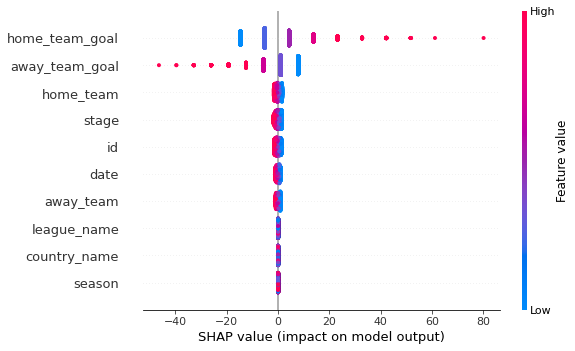 High
home_team_goal
away_team_goal
home_team
stage
id
date
away_team
league_name
country_name
season
Feature value
Low
−40 −20 0 20 40 60 80
SHAP value (impact on model output)